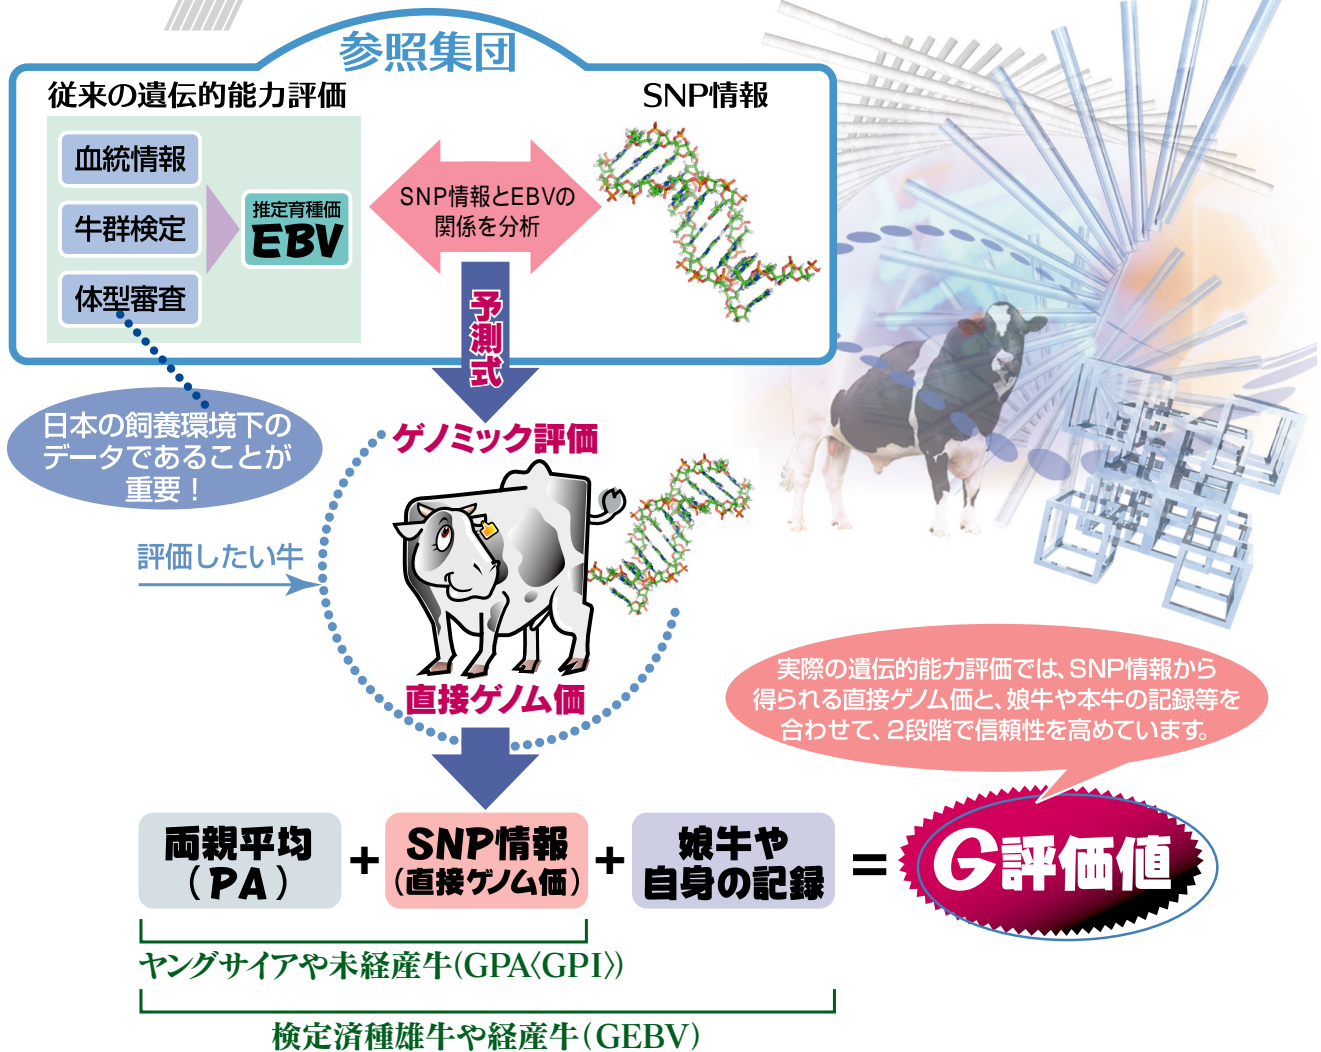 参照集団
従来の遺伝的能力評価
SNP情報
血統情報
牛群検定
体型審査
推定育種価
EBV
SNP情報とEBVの
関係を分析
予測式
日本の飼養環境下の
データであることが
重要！
ゲノミック評価
評価したい牛
直接ゲノム価
実際の遺伝的能力評価では、SNP情報から
得られる直接ゲノム価と、娘牛や本牛の記録等を
合わせて、2段階で信頼性を高めています。
両親平均
（PA）
+
SNP情報
（直接ゲノム価）
+
娘牛や
自身の記録
=
G評価値
ヤングサイアや未経産牛(GPA〈GPI〉)
検定済種雄牛や経産牛(GEBV)